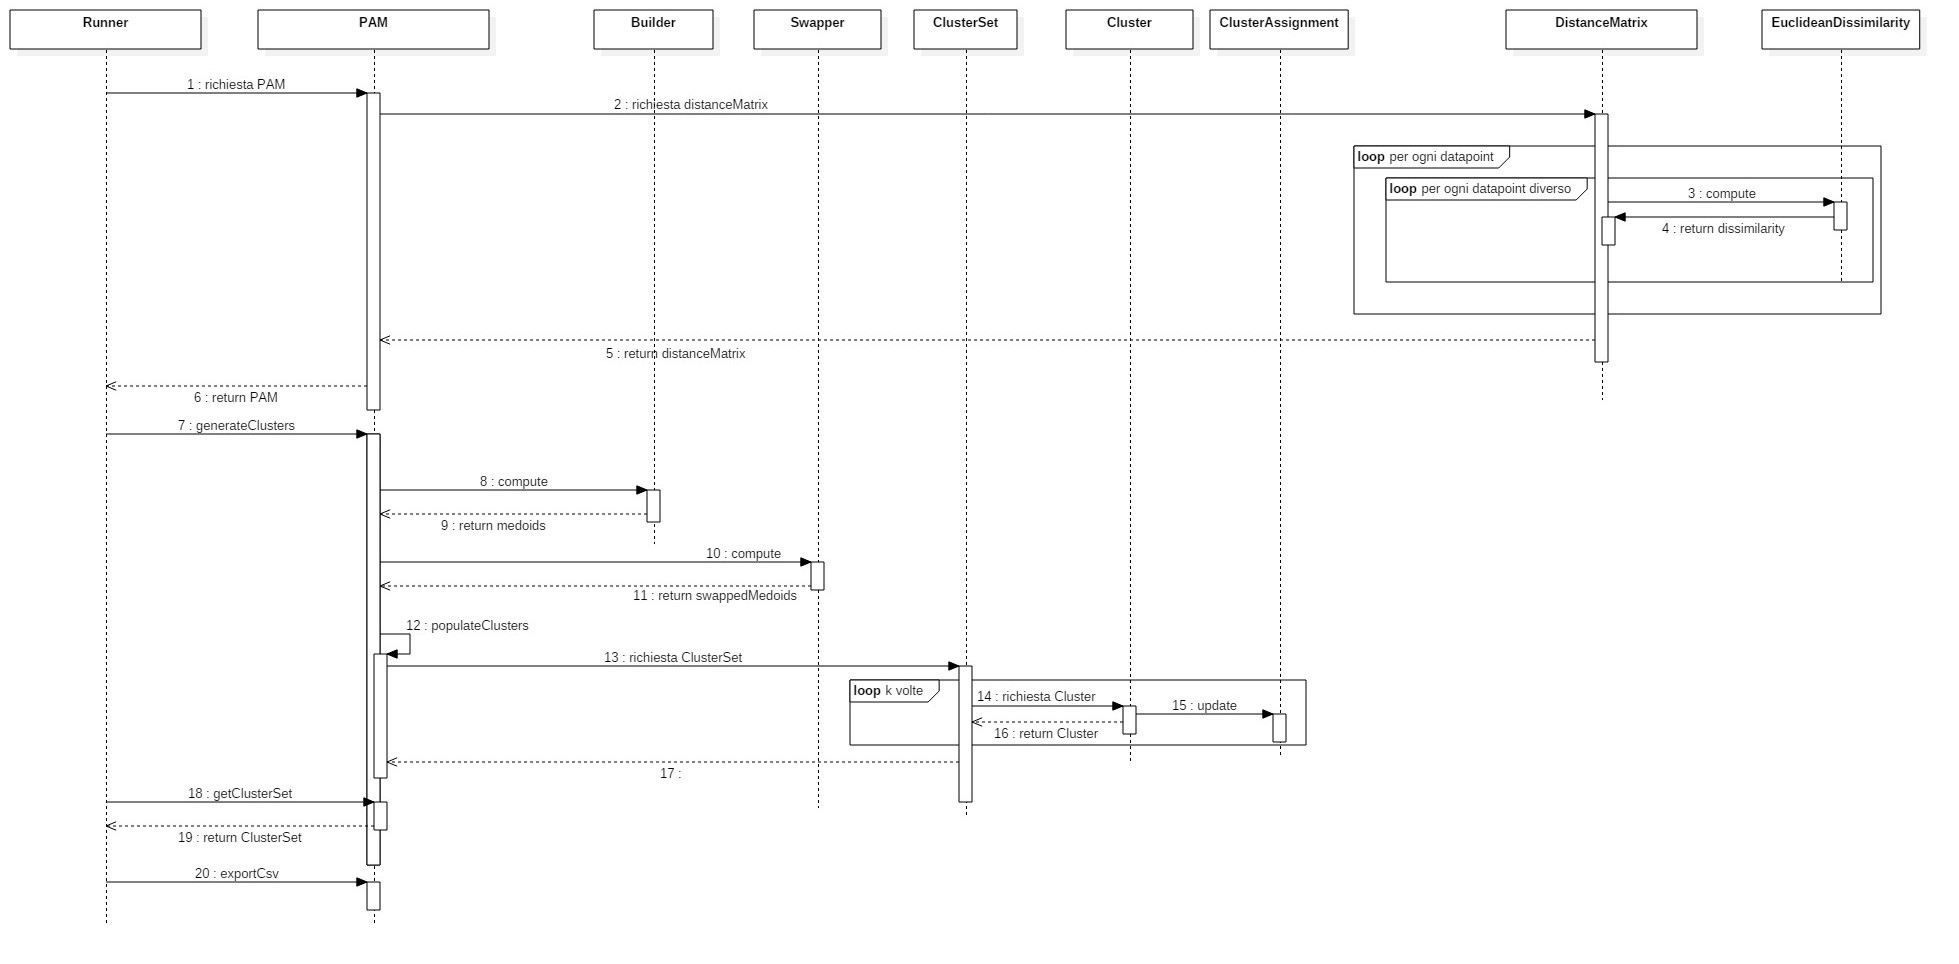 Runner
PAM
Builder
Swapper
ClusterSet
Cluster
ClusterAssignment
DistanceMatrix
EuclideanDissimilarity
1 : richiesta PAM
2 : richiesta distanceMatrix
loop per ogni datapoint
loop per ogni datapoint diverso
3 : compute
4 : return dissimilarity
5 : return distanceMatrix
6 : return PAM
7 : generateClusters
8 : compute
9 : return medoids
10 : compute
11 : return swappedMedoids
12 : populateClusters
13 : richiesta ClusterSet
loop k volte
14 : richiesta Cluster
15 : update
16 : return Cluster
17 :
18 : getClusterSet
19 : return ClusterSet
20 : exportCsv